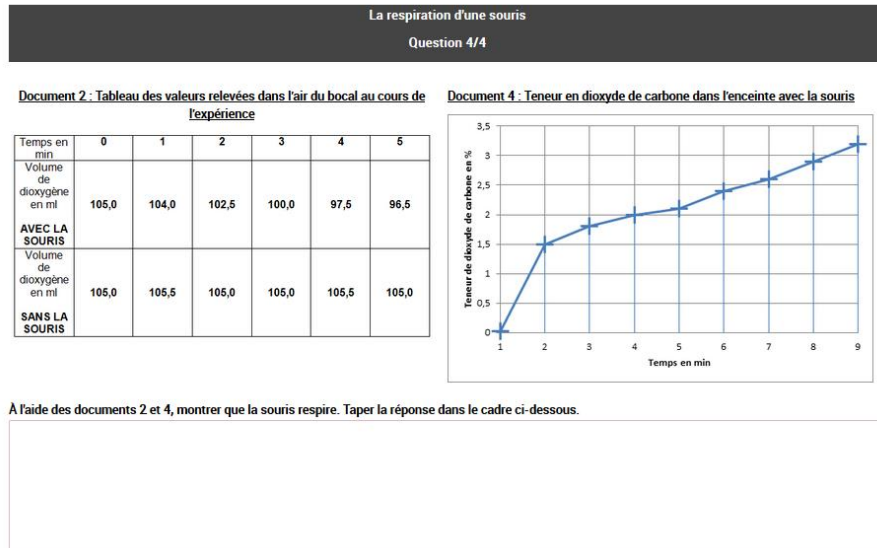 La respiration d'une souris
Question 4/4
Document 2 : Tableau des valeurs relevées dans l'air du bocal au cours de
l'expérience
Temps en
min
0 1 2 3 4 5
Volume
de
dioxygène
en ml
AVEC LA
SOURIS
105,0 104,0 102,5 100,0 97,5 96,5
Volume
de
dioxygène
en ml
SANS LA
SOURIS
105,0 105,5 105,0 105,0 105,5 105,0
Document 4 : Teneur en dioxyde de carbone dans l'enceinte avec la souris
Teneur de dioxyde de carbone en %
3,5
3
2,5
2
1,5
1
0,5
0
1 2 3 4 5 6 7 8 9
Temps en min
À l'aide des documents 2 et 4, montrer que la souris respire. Taper la réponse dans le cadre ci-dessous.